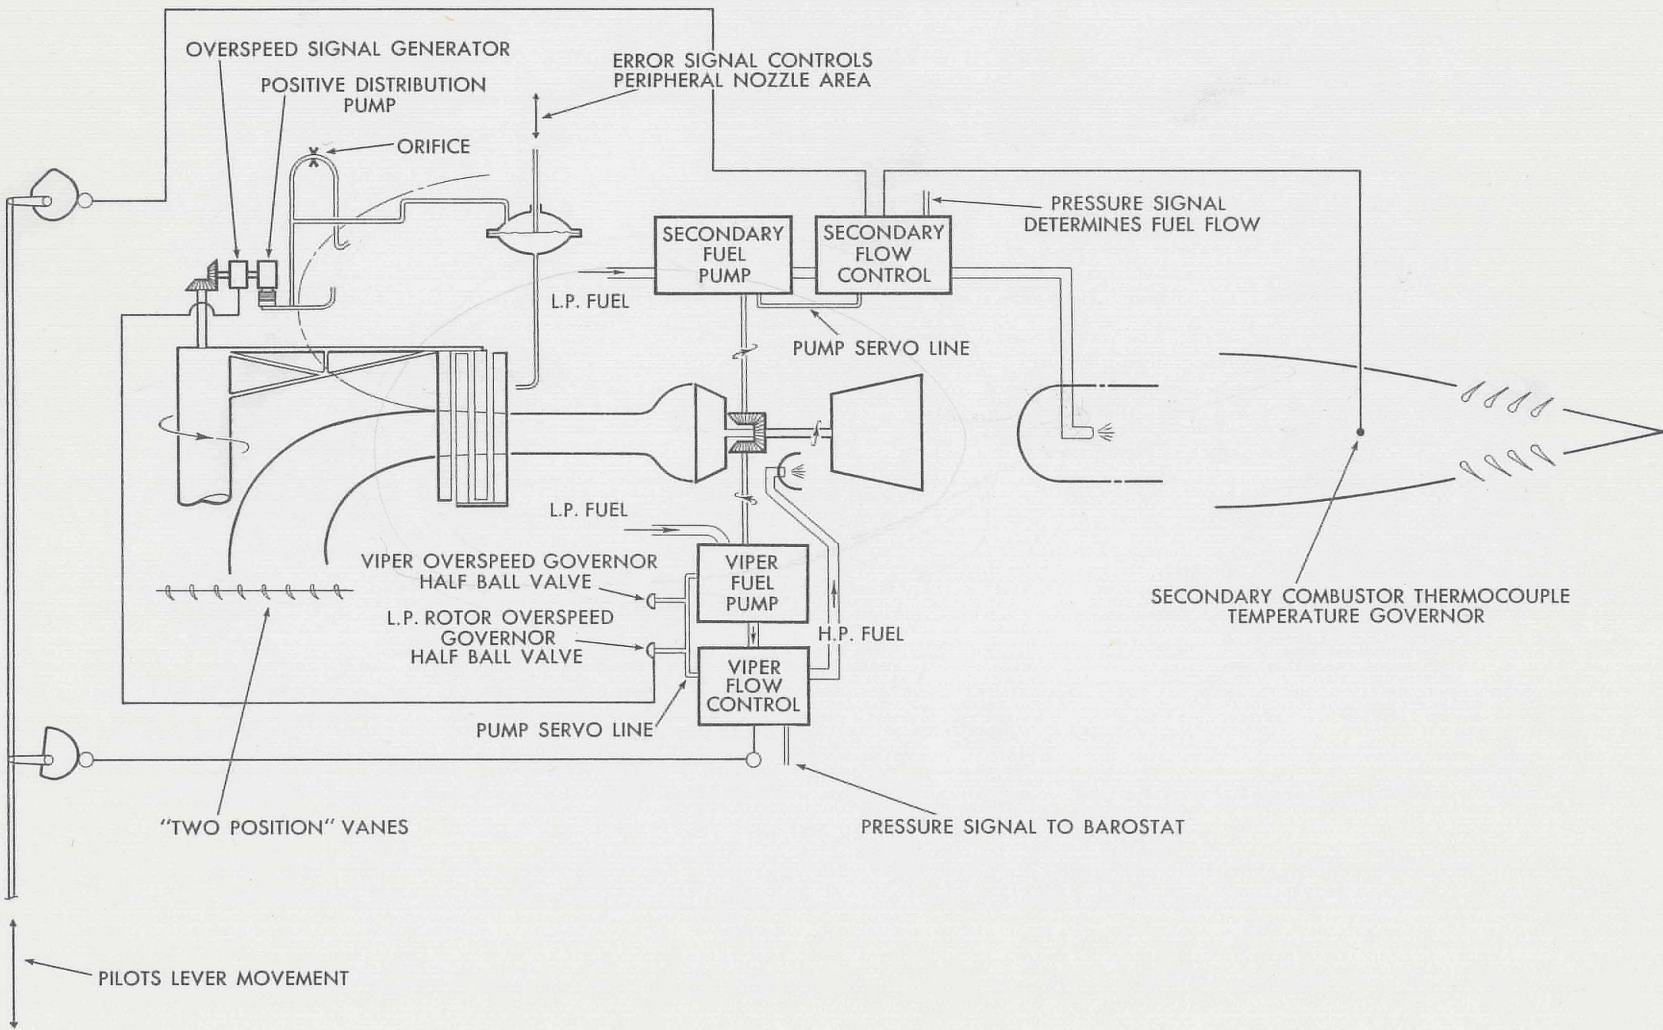 OVERSPEED SIGNAL GENERATOR
POSITIVE DISTRIBUTION
PUMP
ORIFICE
ERROR SIGNAL CONTROLS
PERIPHERAL NOZZLE AREA
PRESSURE SIGNAL
DETERMINES FUEL FLOW
SECONDARY
FUEL
PUMP
SECONDARY
FLOW
CONTROL
L.P. FUEL
PUMP SERVO LINE
L.P. FUEL
VIPER OVERSPEED GOVERNOR
HALF BALL VALVE
L.P. ROTOR OVERSPEED
GOVERNOR
HALF BALL VALVE
VIPER
FUEL
PUMP
H.P. FUEL
VIPER
FLOW
CONTROL
PUMP SERVO LINE
SECONDARY COMBUSTOR THERMOCOUPLE
TEMPERATURE GOVERNOR
"TWO POSITION" VANES
PRESSURE SIGNAL TO BAROSTAT
PILOTS LEVER MOVEMENT